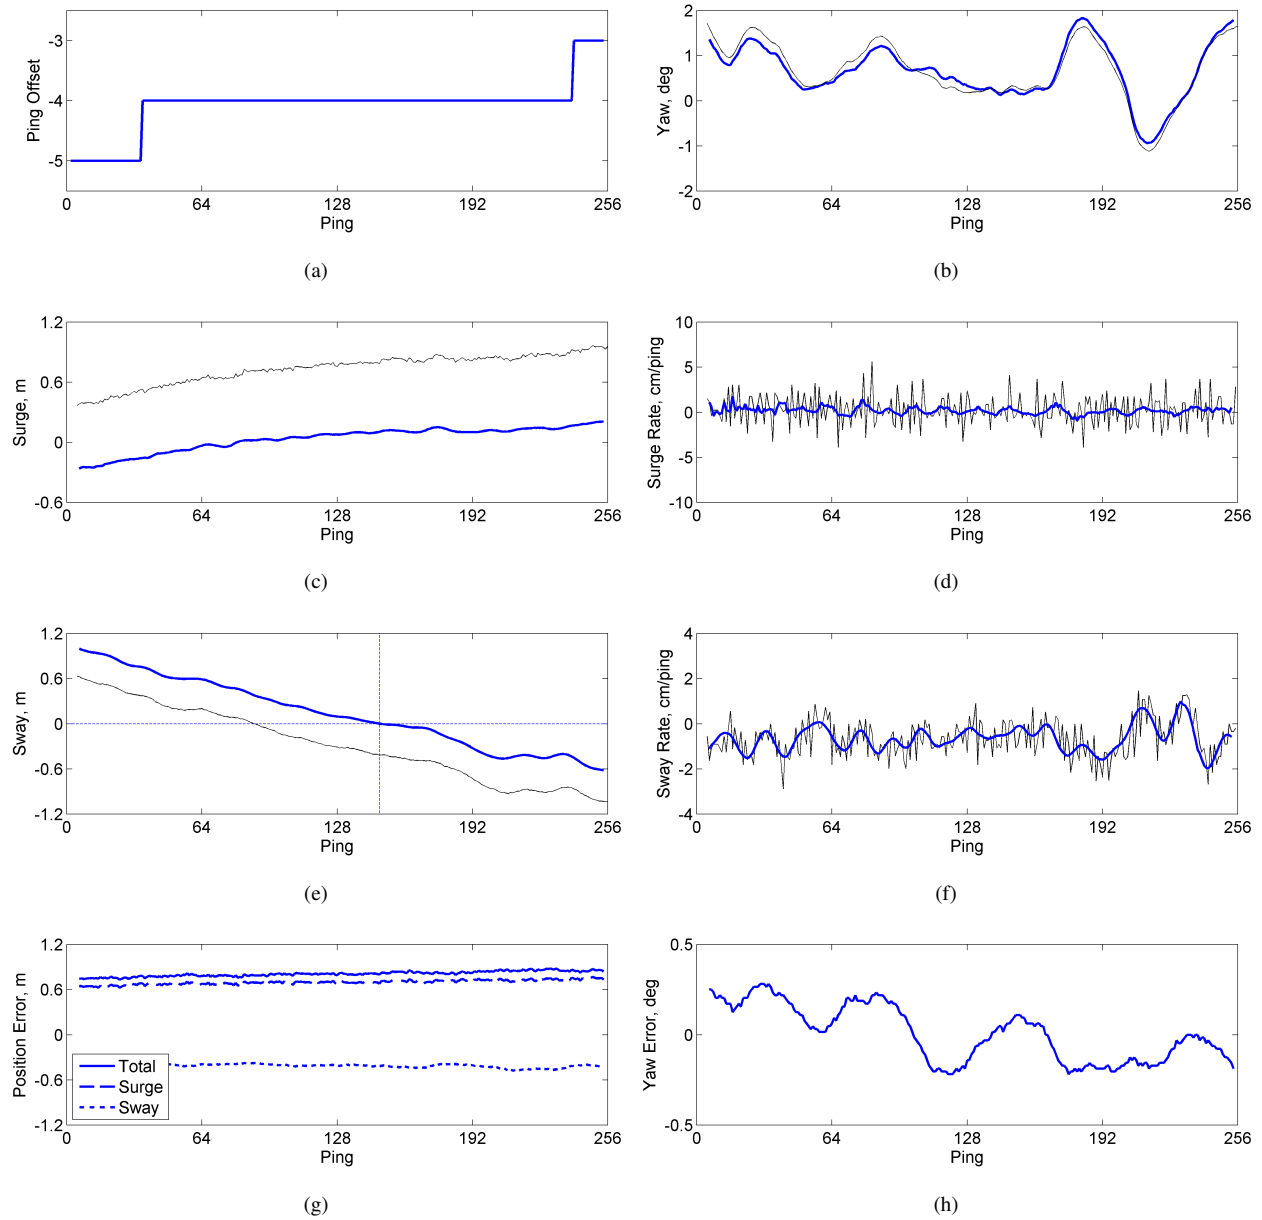 -3
-4
-5
0
64
128
192
256
Ping Offset
Ping
(a)
2
1
0
-1
-2
0
64
128
192
256
Yaw, deg
Ping
(b)
1.2
0.6
0
-0.6
0
64
128
192
256
Surge, m
Ping
(c)
10
5
0
-5
-10
0
64
128
192
256
Surge Rate, cm/ping
Ping
(d)
1.2
0.6
0
-0.6
-1.2
0
64
128
192
256
Sway, m
Ping
(e)
4
2
0
-2
-4
0
64
128
192
256
Sway Rate, cm/ping
Ping
(f)
1.2
0.6
0
-0.6
-1.2
0
64
128
192
256
Position Error, m
Total
Surge
Sway
Ping
(g)
0.5
0
-0.5
0
64
128
192
256
Yaw Error, deg
Ping
(h)